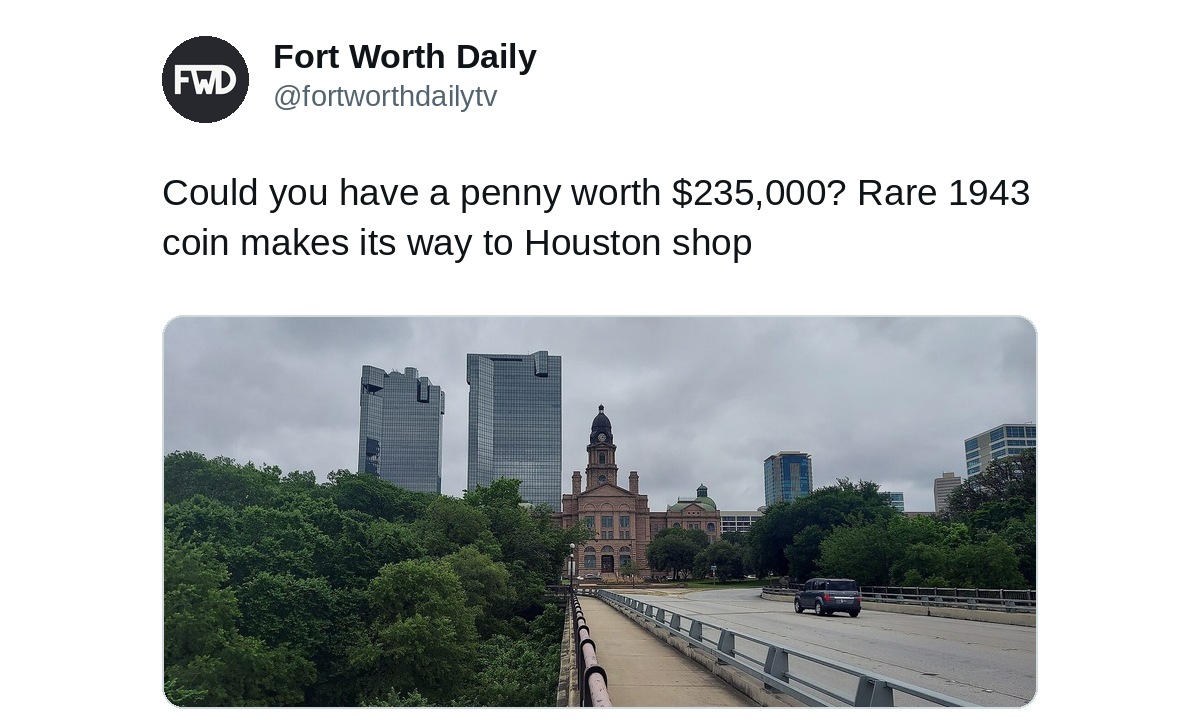 FWD
Fort Worth Daily
@fortworthdailytv
Could you have a penny worth $235,000? Rare 1943
coin makes its way to Houston shop